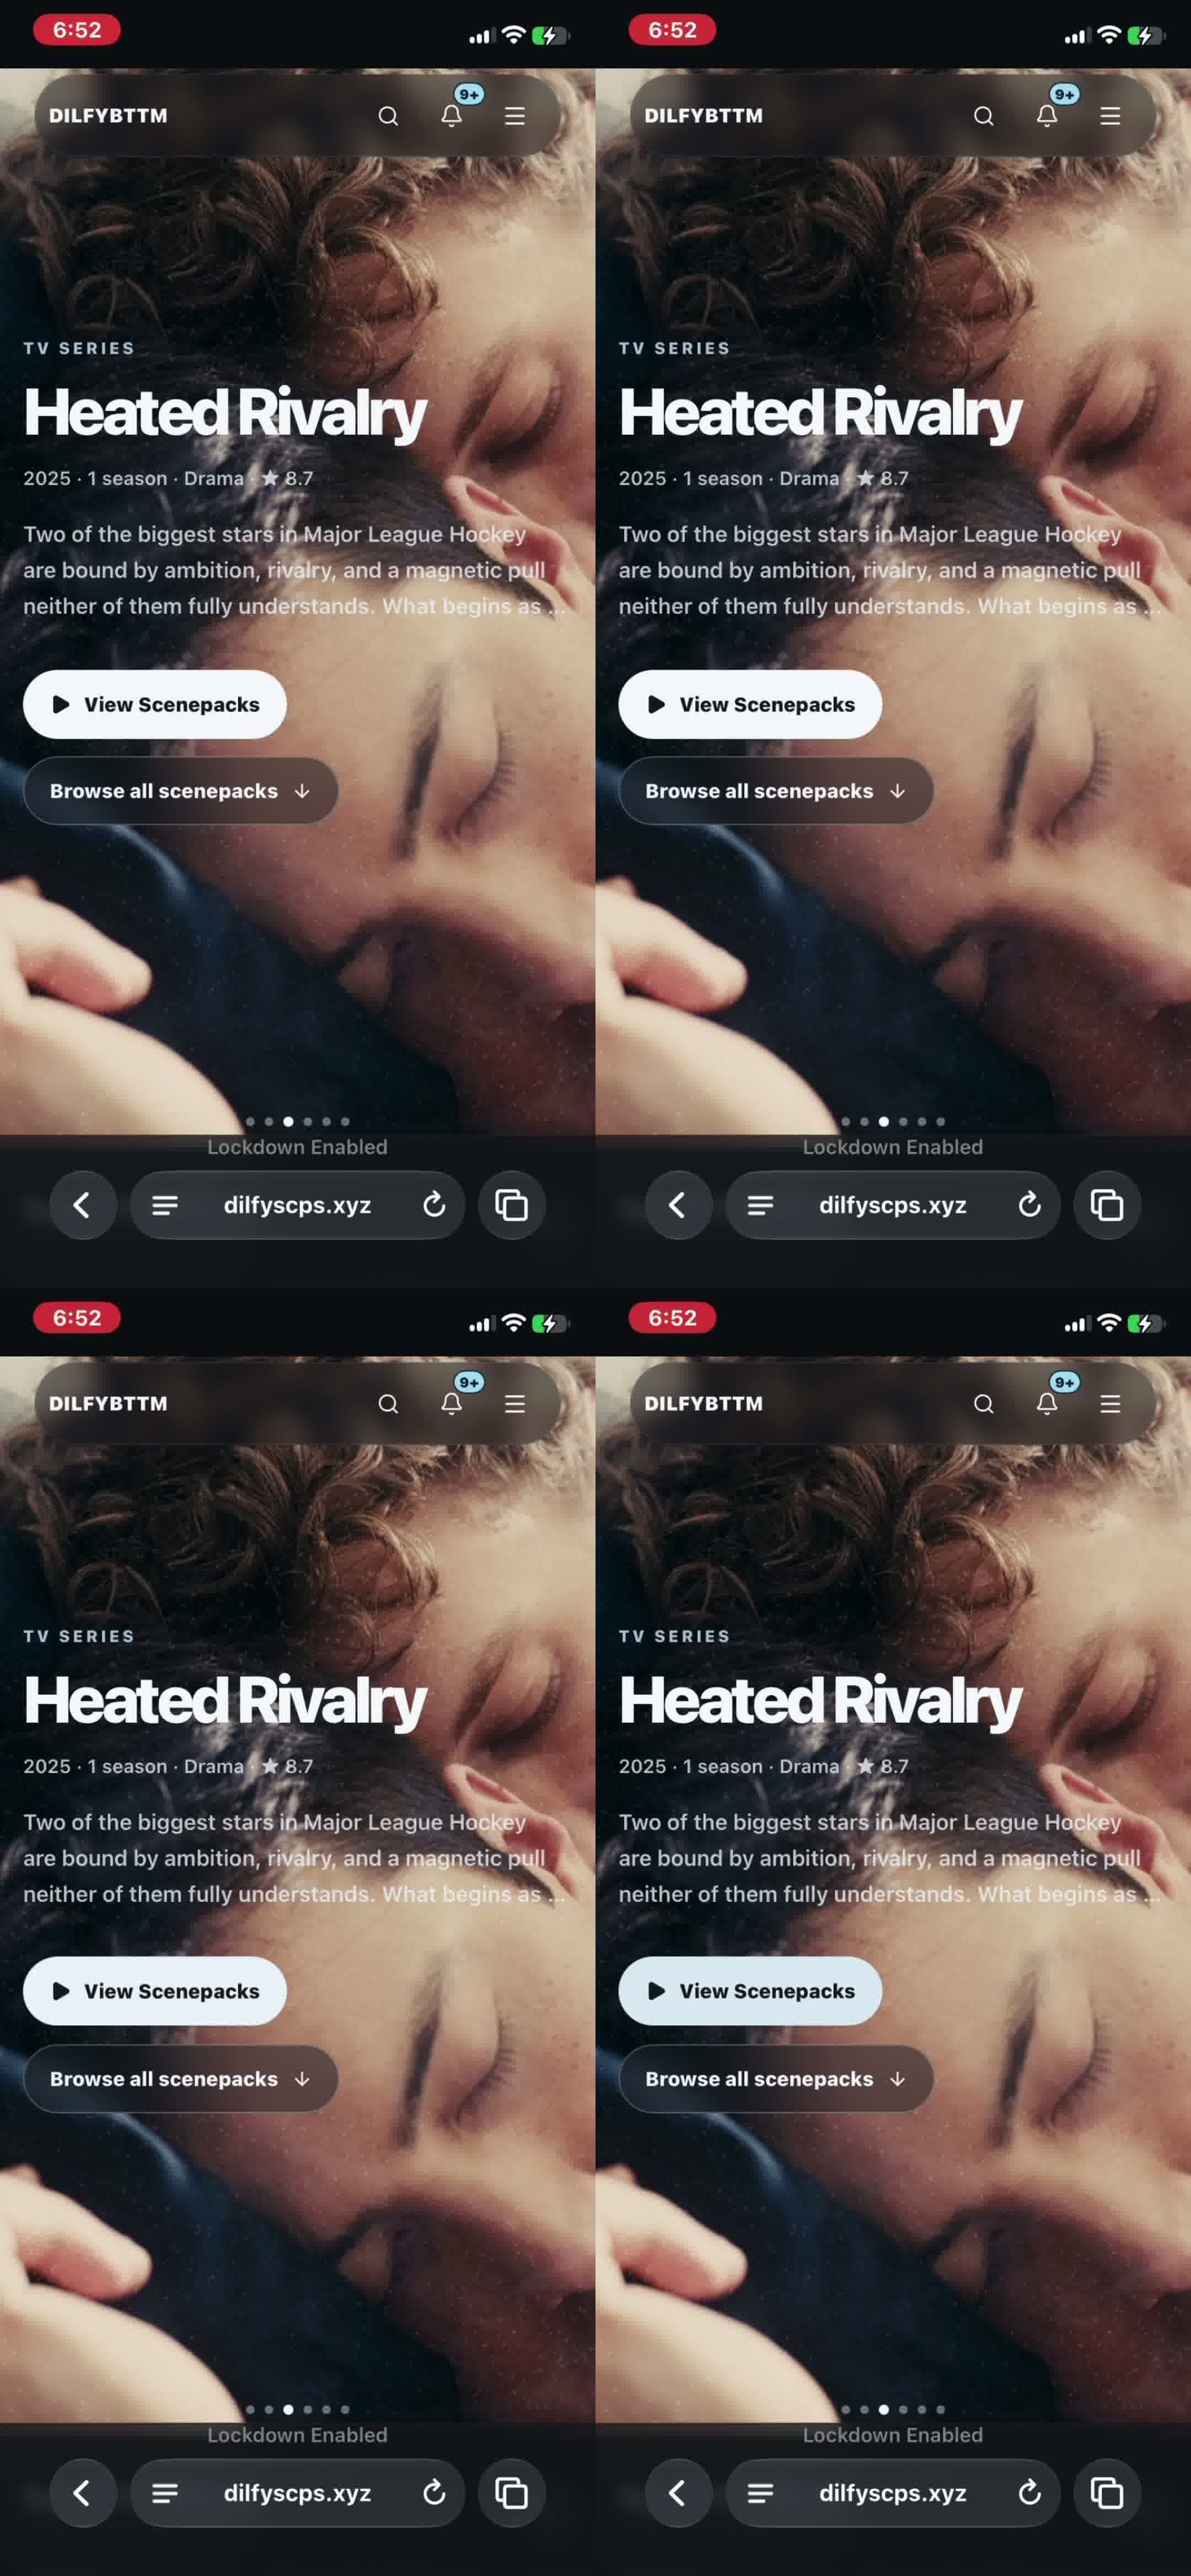 6:52
9+
DILFYBTTM
TV SERIES
Heated Rivalry
2025 · 1 season · Drama · ★ 8.7
Two of the biggest stars in Major League Hockey
are bound by ambition, rivalry, and a magnetic pull
neither of them fully understands. What begins as ...
View Scenepacks
Browse all scenepacks ↓
Lockdown Enabled
dilfyscps.xyz
6:52
9+
DILFYBTTM
TV SERIES
Heated Rivalry
2025 · 1 season · Drama · ★ 8.7
Two of the biggest stars in Major League Hockey
are bound by ambition, rivalry, and a magnetic pull
neither of them fully understands. What begins as ...
View Scenepacks
Browse all scenepacks ↓
Lockdown Enabled
dilfyscps.xyz
6:52
9+
DILFYBTTM
TV SERIES
Heated Rivalry
2025 · 1 season · Drama · ★ 8.7
Two of the biggest stars in Major League Hockey
are bound by ambition, rivalry, and a magnetic pull
neither of them fully understands. What begins as ...
View Scenepacks
Browse all scenepacks ↓
Lockdown Enabled
dilfyscps.xyz
6:52
9+
DILFYBTTM
TV SERIES
Heated Rivalry
2025 · 1 season · Drama · ★ 8.7
Two of the biggest stars in Major League Hockey
are bound by ambition, rivalry, and a magnetic pull
neither of them fully understands. What begins as ...
View Scenepacks
Browse all scenepacks ↓
Lockdown Enabled
dilfyscps.xyz